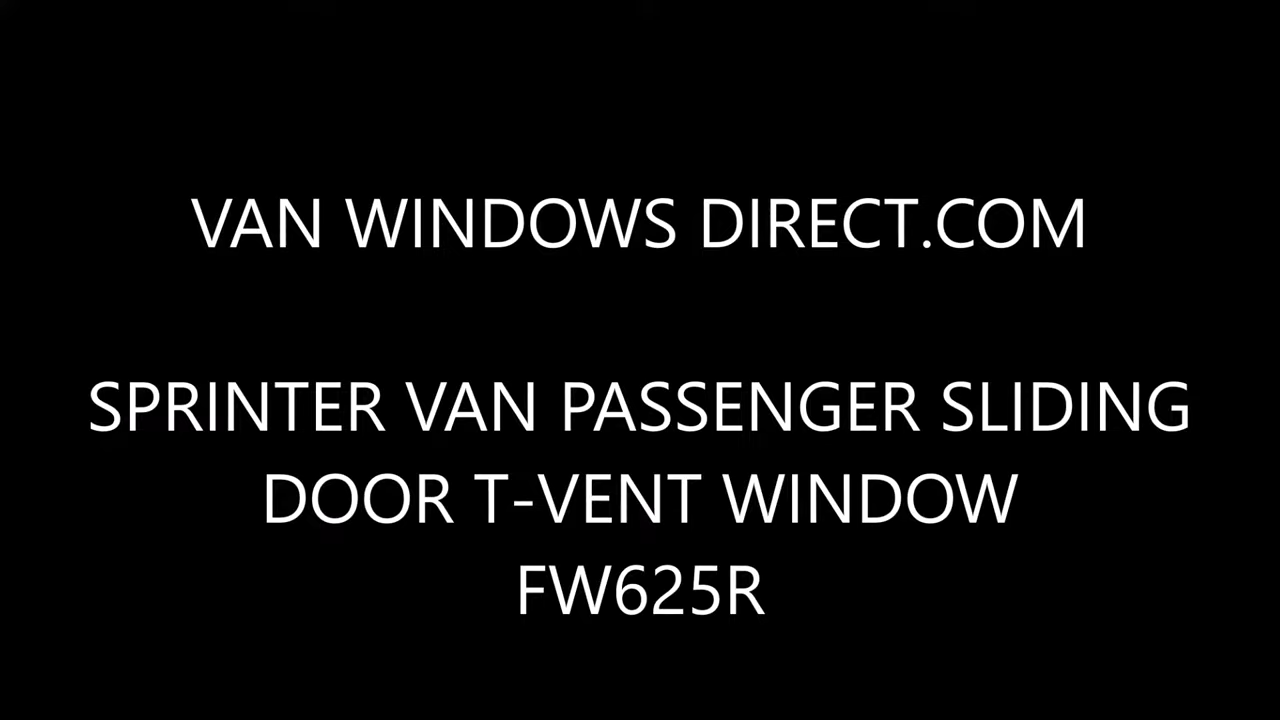 VAN WINDOWS DIRECT.COM
SPRINTER VAN PASSENGER SLIDING
DOOR T-VENT WINDOW
FW625R